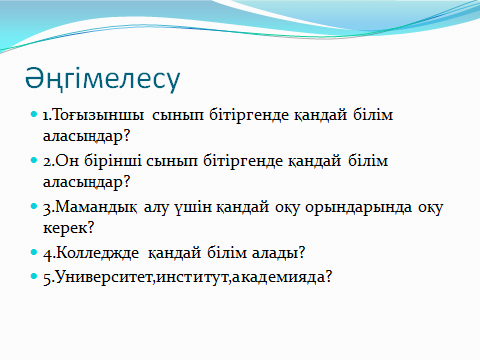 Әңгімелесу
1.Тоғызыншы сынып бітіргенде қандай білім
аласыңдар?
2.Он бірінші сынып бітіргенде қандай білім
аласыңдар?
3.Мамандық алу үшін қандай оқу орындарында оқу
керек?
4.Колледжде қандай білім алады?
5.Университет,институт,академияда?